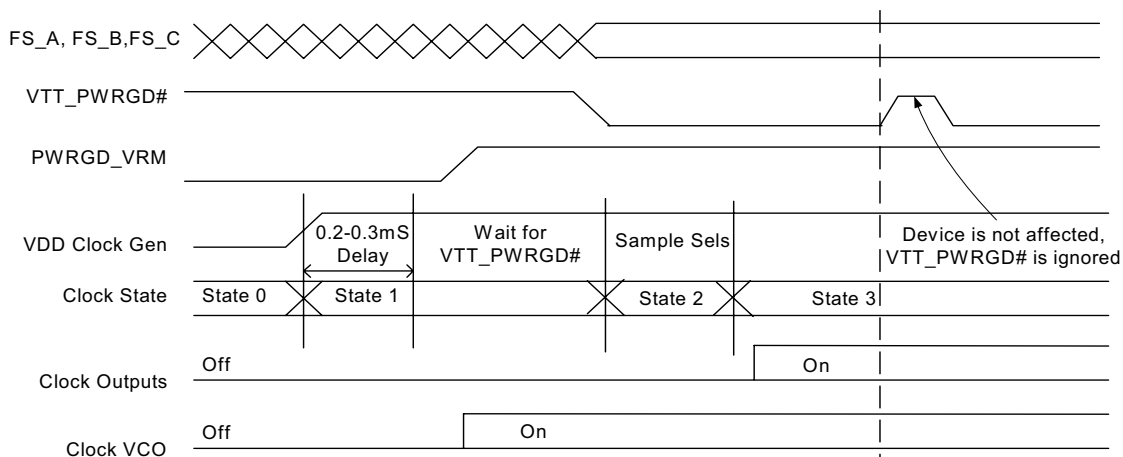 FS_A, FS_B,FS_C
VTT_PWRGD#
PWRGD_VRM
VDD Clock Gen
0.2-0.3mS
Delay
Wait for
VTT_PWRGD#
Sample Sels
Device is not affected,
VTT_PWRGD# is ignored
Clock State
State 0
State 1
State 2
State 3
Clock Outputs
Off
On
Clock VCO
Off
On